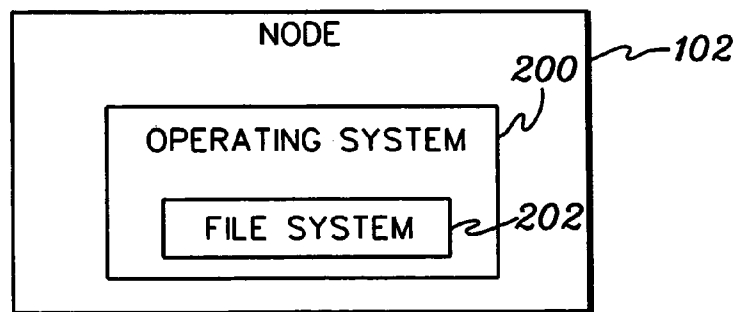 NODE
102
200
OPERATING SYSTEM
FILE SYSTEM
202